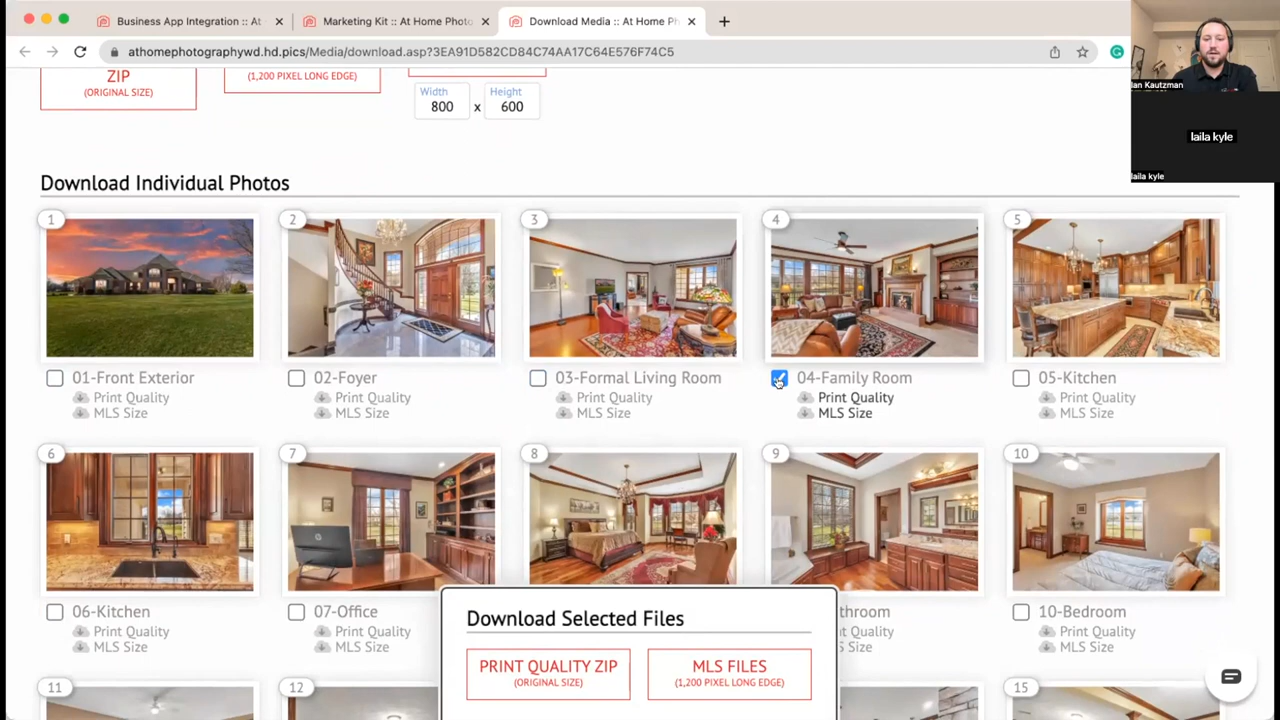 Business App Integration :: At
Marketing Kit :: At Home Photo
Download Media :: At Home Ph
athomephotographywd.hd.pics/Media/download.asp?3EA91D582CD84C74AA17C64E576F74C5
Ian Kautzman
laila kyle
laila kyle
ZIP
(ORIGINAL SIZE)
(1,200 PIXEL LONG EDGE)
Width
800
x
Height
600
Download Individual Photos
1
2
3
4
5
01-Front Exterior
Print Quality
MLS Size
02-Foyer
Print Quality
MLS Size
03-Formal Living Room
Print Quality
MLS Size
04-Family Room
Print Quality
MLS Size
05-Kitchen
Print Quality
MLS Size
6
7
8
9
10
06-Kitchen
Print Quality
MLS Size
07-Office
Print Quality
MLS Size
throom
Quality
ize
10-Bedroom
Print Quality
MLS Size
Download Selected Files
PRINT QUALITY ZIP
(ORIGINAL SIZE)
MLS FILES
(1,200 PIXEL LONG EDGE)
11
12
15